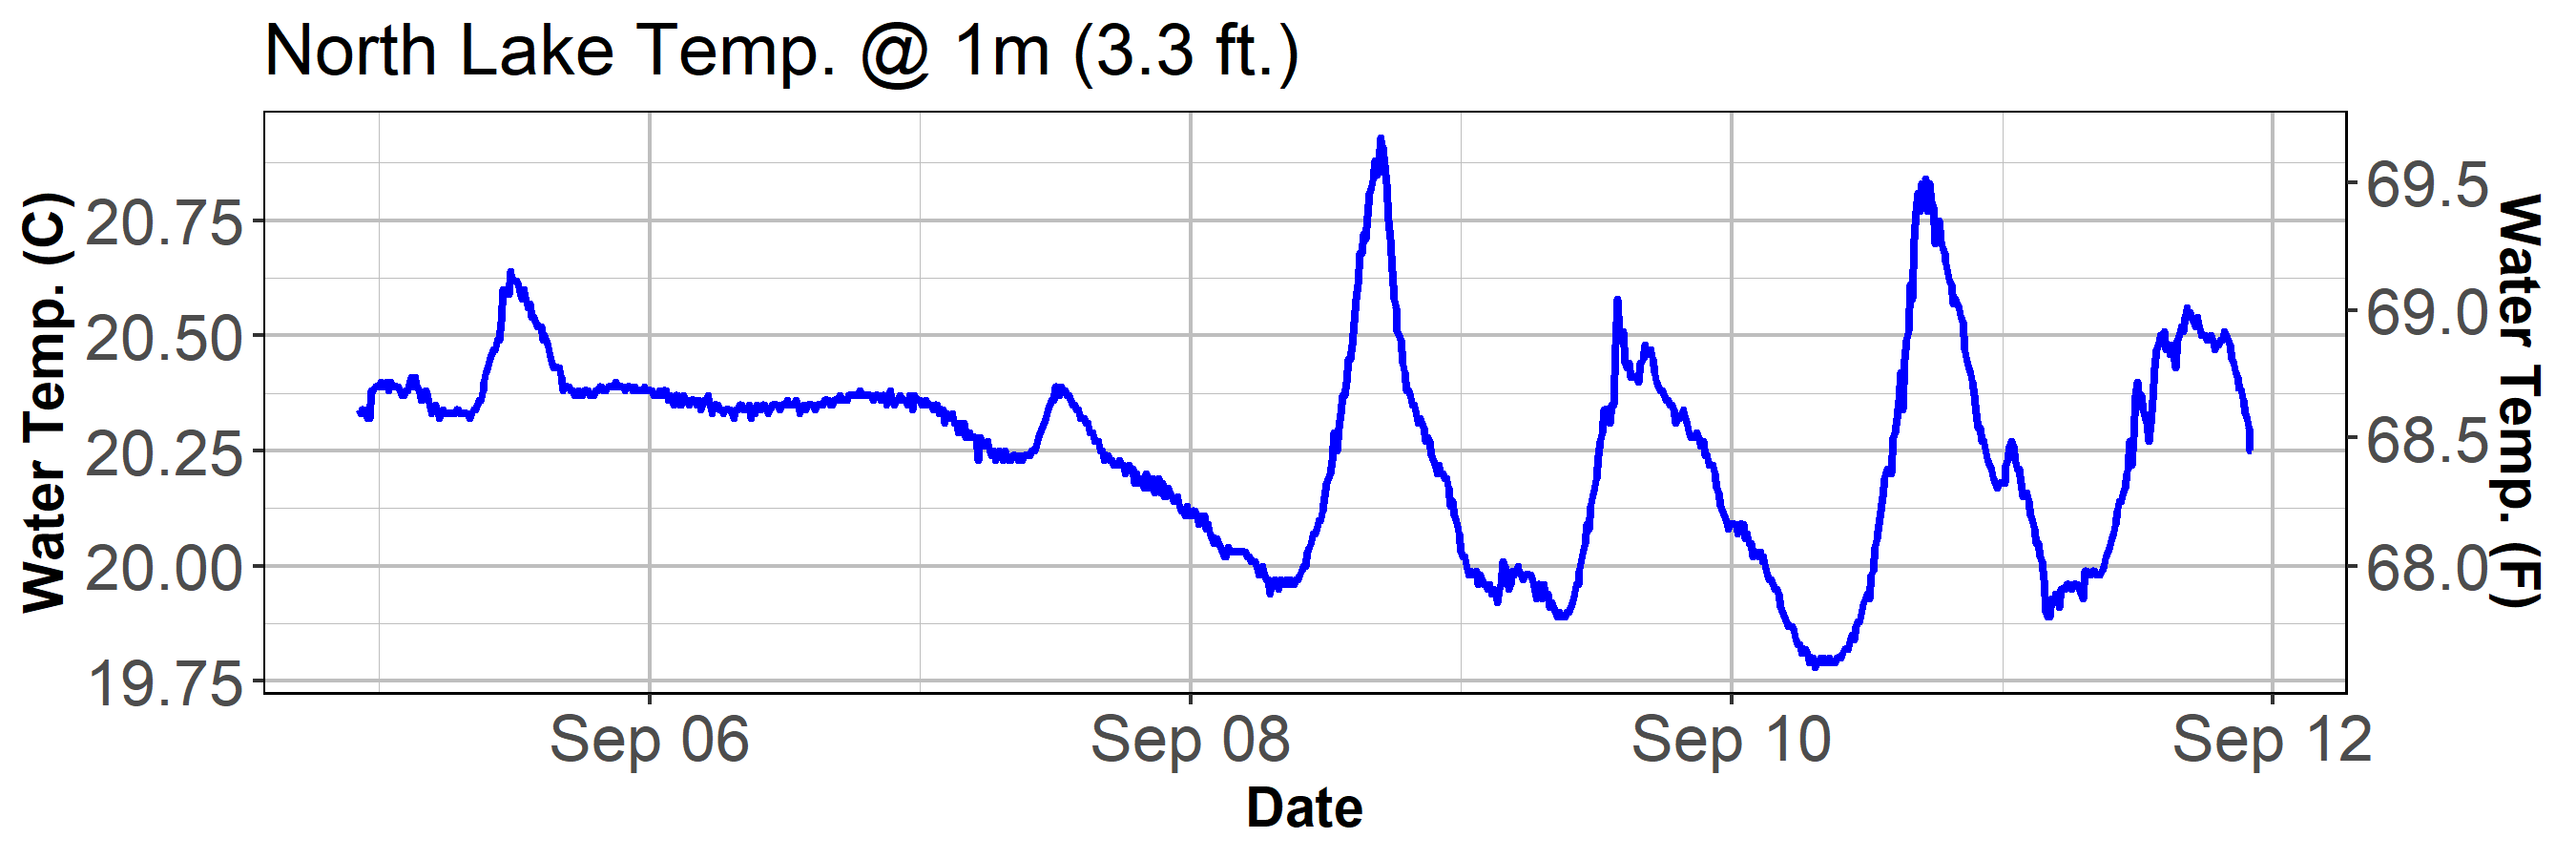 North Lake Temp. @ 1m (3.3 ft.)
Water Temp. (C)
20.75
20.50
20.25
20.00
19.75
69.5
69.0
68.5
68.0
Water Temp. (F)
Sep 06
Sep 08
Sep 10
Sep 12
Date